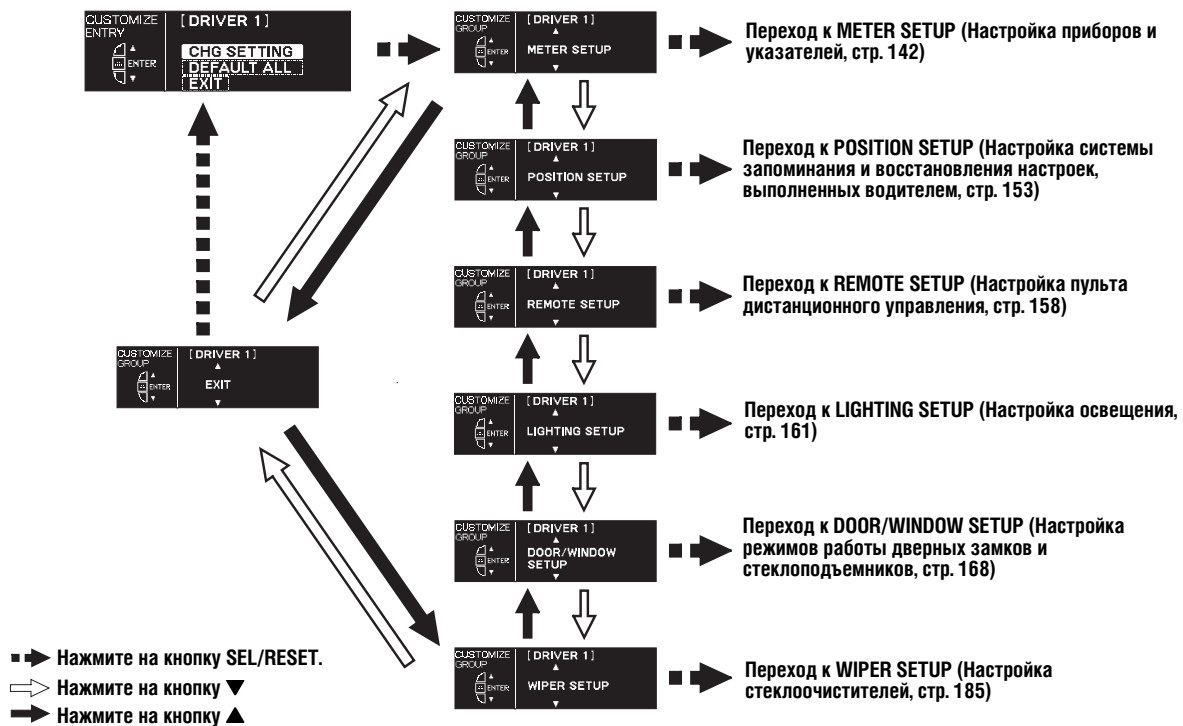 CUSTOMIZE
ENTRY
[DRIVER 1]
▲
ENTER
▼
CHG SETTING
DEFAULT ALL
EXIT
CUSTOMIZE
GROUP
[DRIVER 1]
▲
ENTER
▼
METER SETUP
Переход к METER SETUP (Настройка приборов и
указателей, стр. 142)
CUSTOMIZE
GROUP
[DRIVER 1]
▲
ENTER
▼
POSITION SETUP
Переход к POSITION SETUP (Настройка системы
запоминания и восстановления настроек,
выполненных водителем, стр. 153)
CUSTOMIZE
GROUP
[DRIVER 1]
▲
ENTER
▼
REMOTE SETUP
Переход к REMOTE SETUP (Настройка пульта
дистанционного управления, стр. 158)
CUSTOMIZE
GROUP
[DRIVER 1]
▲
ENTER
▼
EXIT
CUSTOMIZE
GROUP
[DRIVER 1]
▲
ENTER
▼
LIGHTING SETUP
Переход к LIGHTING SETUP (Настройка освещения,
стр. 161)
CUSTOMIZE
GROUP
[DRIVER 1]
▲
ENTER
▼
DOOR/WINDOW
SETUP
Переход к DOOR/WINDOW SETUP (Настройка
режимов работы дверных замков и
стеклоподъемников, стр. 168)
CUSTOMIZE
GROUP
[DRIVER 1]
▲
ENTER
▼
WIPER SETUP
Переход к WIPER SETUP (Настройка
стеклоочистителей, стр. 185)
Нажмите на кнопку SEL/RESET.
Нажмите на кнопку ▼
Нажмите на кнопку ▲